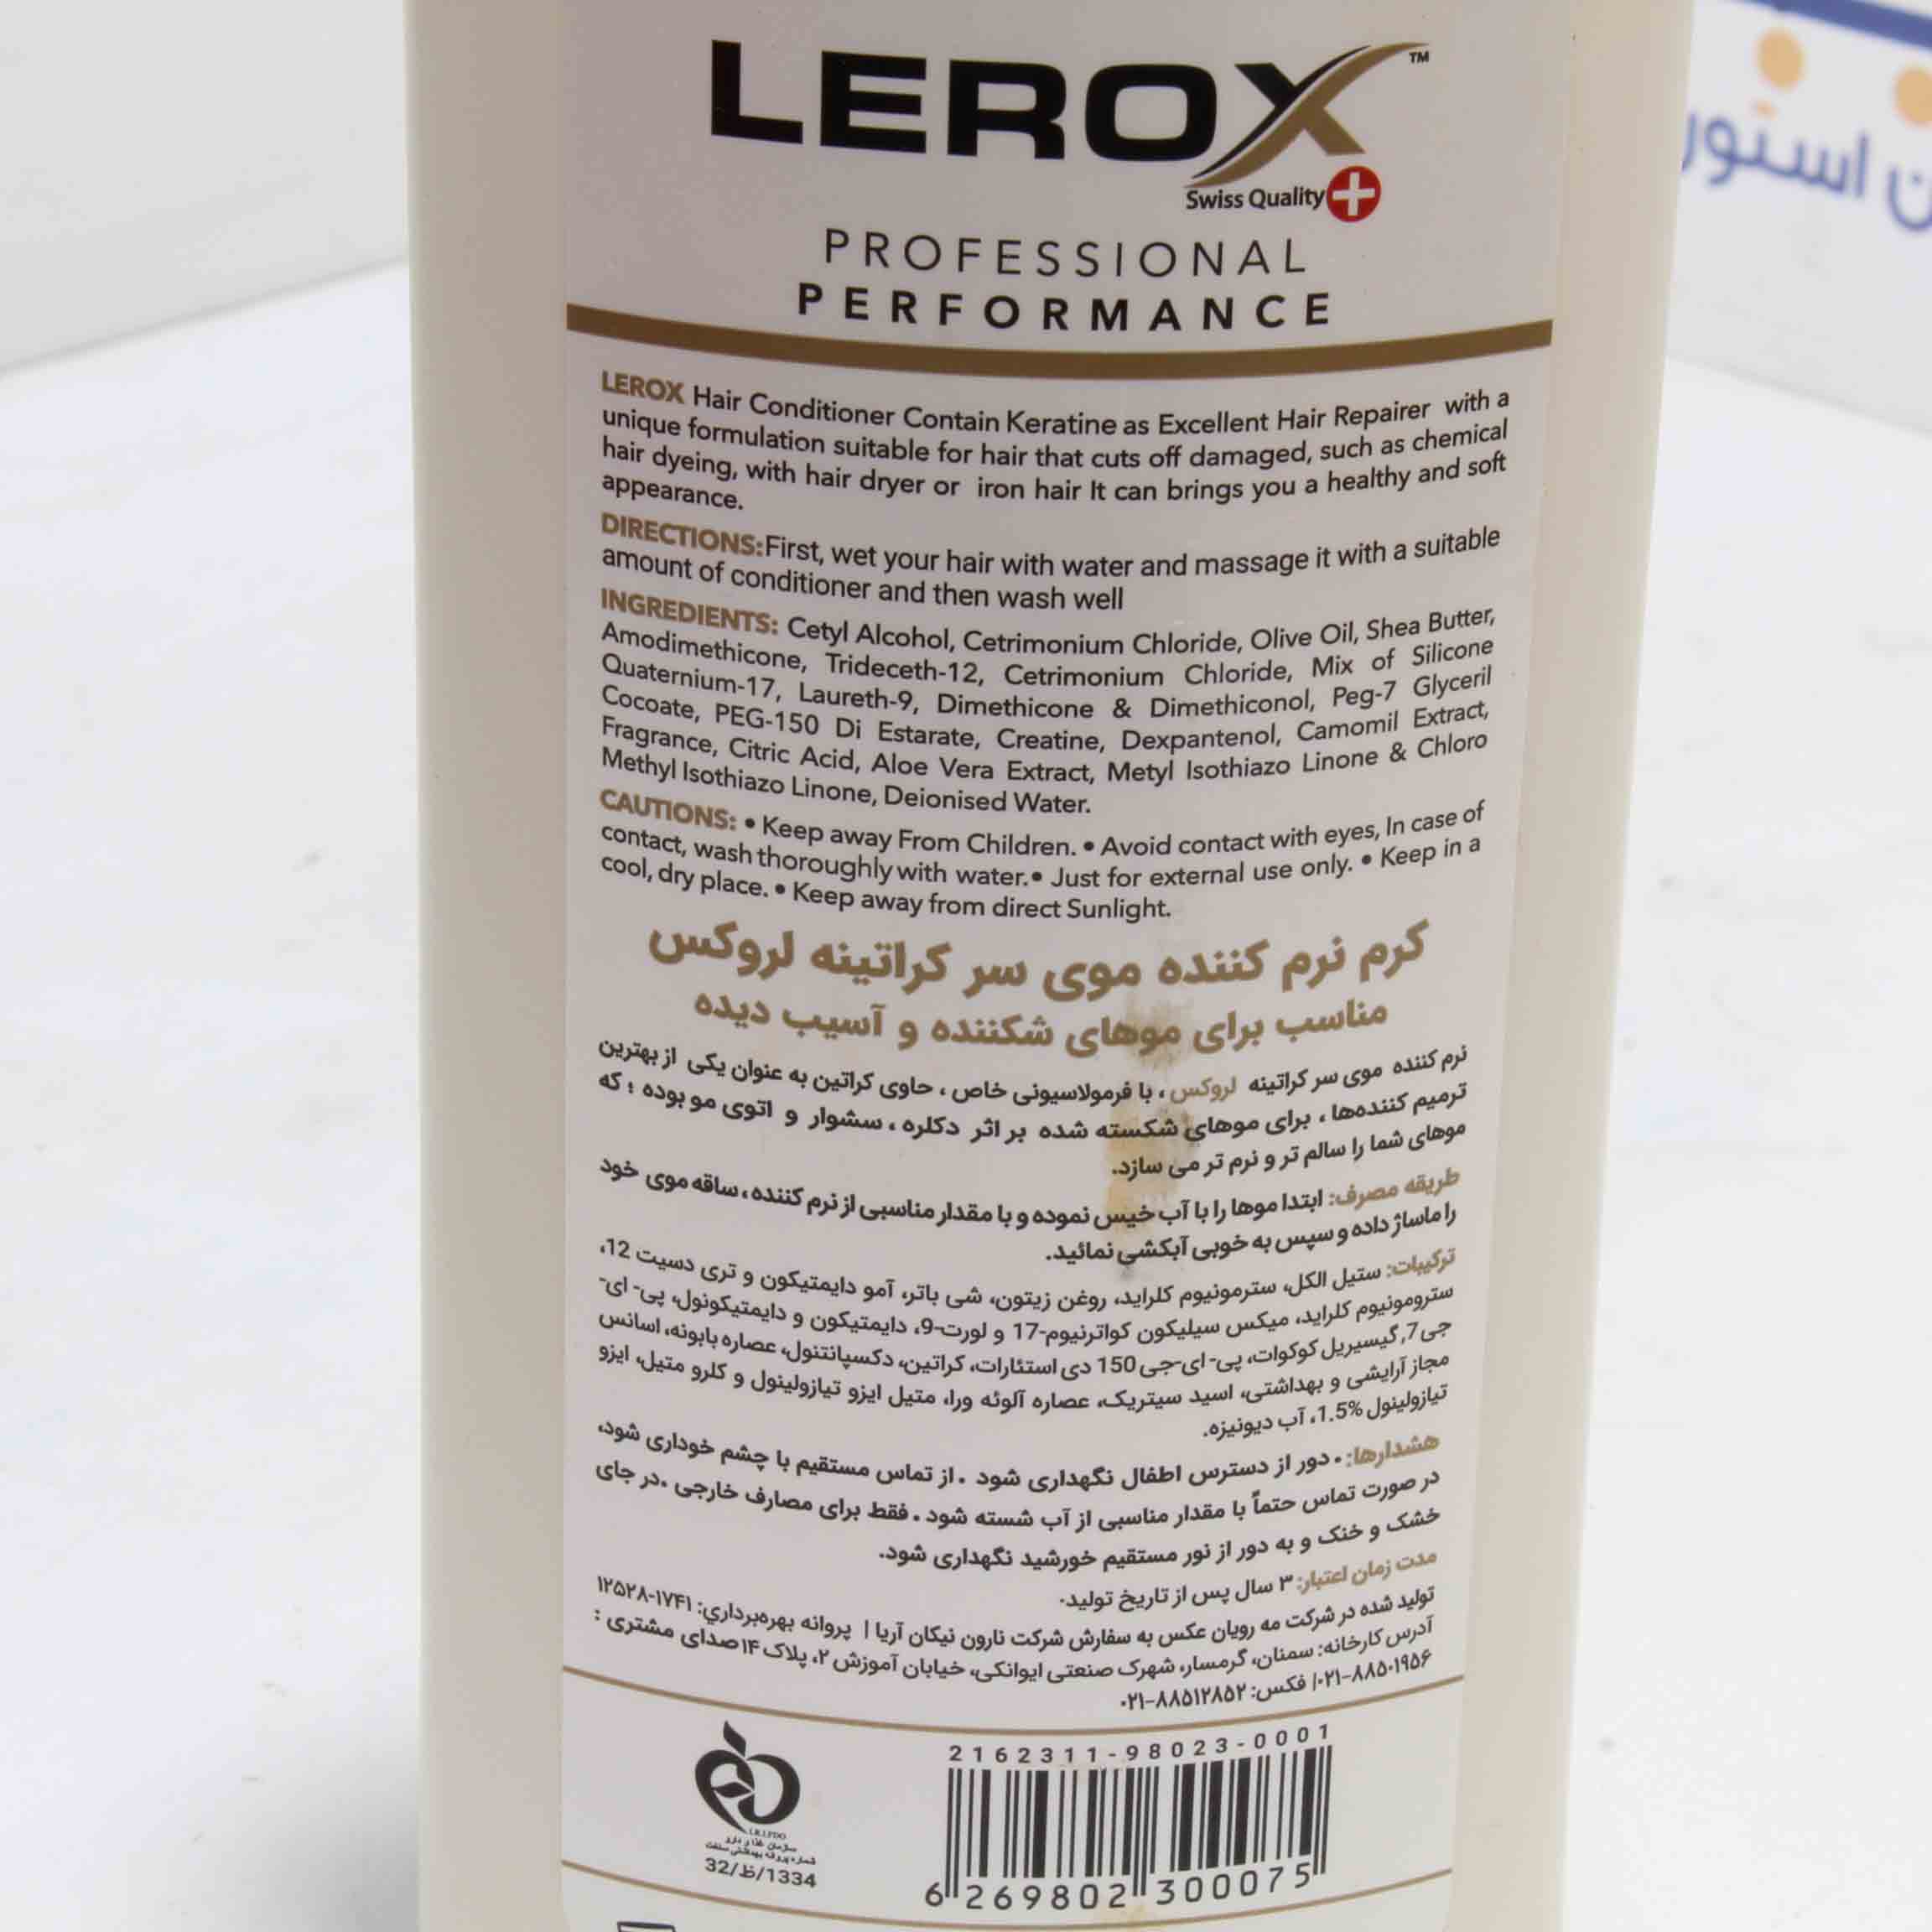 LEROX™
Swiss Quality
PROFESSIONAL
PERFORMANCE
LEROX Hair Conditioner Contain Keratine as Excellent Hair Repairer with a
unique formulation suitable for hair that cuts off damaged, such as chemical
hair dyeing, with hair dryer or iron hair It can brings you a healthy and soft
appearance.
DIRECTIONS:First, wet your hair with water and massage it with a suitable
amount of conditioner and then wash well
INGREDIENTS: Cetyl Alcohol, Cetrimonium Chloride, Olive Oil, Shea Butter,
Amodimethicone, Trideceth-12, Cetrimonium Chloride, Mix of Silicone
Quaternium-17, Laureth-9, Dimethicone & Dimethiconol, Peg-7 Glyceril
Cocoate, PEG-150 Di Estarate, Creatine, Dexpantenol, Camomil Extract,
Fragrance, Citric Acid, Aloe Vera Extract, Metyl Isothiazo Linone & Chloro
Methyl Isothiazo Linone, Deionised Water.
CAUTIONS: • Keep away From Children. • Avoid contact with eyes, In case of
contact, wash thoroughly with water.• Just for external use only. • Keep in a
cool, dry place. • Keep away from direct Sunlight.
کرم نرم کننده موی سر کراتینه لروکس
مناسب برای موهای شکننده و آسیب دیده
نرم کننده موی سر کراتینه لروکس ، با فرمولاسیونی خاص ، حاوی کراتین به عنوان یکی از بهترین
ترمیم کننده‌ها ، برای موهای شکسته شده بر اثر دکلره ، سشوار و اتوی مو بوده ؛ که
موهای شما را سالم تر و نرم تر می سازد.
طریقه مصرف: ابتدا موها را با آب خیس نموده و با مقدار مناسبی از نرم کننده ، ساقه موی خود
را ماساژ داده و سپس به خوبی آبکشی نمائید.
ترکیبات: ستیل الکل، سترمونیوم کلراید، روغن زیتون، شی باتر، آمو دایمتیکون و تری دسیت 12،
سترومونیوم کلراید، میکس سیلیکون کواترنیوم-17 و لورت-9، دایمتیکون و دایمتیکونول، پی- ای-
جی7,گیسیریل کوکوات، پی- ای-جی 150 دی استئارات، کراتین، دکسپانتنول، عصاره بابونه، اسانس
مجاز آرایشی و بهداشتی، اسید سیتریک، عصاره آلوئه ورا، متیل ایزو تیازولینول و کلرو متیل، ایزو
تیازولینول 1.5%، آب دیونیزه.
هشدارها: • دور از دسترس اطفال نگهداری شود • از تماس مستقیم با چشم خوداری شود،
در صورت تماس حتماً با مقدار مناسبی از آب شسته شود • فقط برای مصارف خارجی •در جای
خشک و خنک و به دور از نور مستقیم خورشید نگهداری شود.
مدت زمان اعتبار: ۳ سال پس از تاریخ تولید.
تولید شده در شرکت مه رویان عکس به سفارش شرکت نارون نیکان آریا | پروانه بهره‌برداري: ۱۷۴۱-۱۲۵۲۸
آدرس کارخانه: سمنان، گرمسار، شهرک صنعتی ایوانکی، خیابان آموزش ۲، پلاک ۱۴صدای مشتری :
۰۲۱-۸۸۵۰۱۹۵۶| فکس: ۸۸۵۱۲۸۵۲-۰۲۱
2162311-98023-0001
سازمان غذا و دارو
شماره پروانه بهداشتی ساخت
32/ظ/1334
6 269802 300075
ن استور